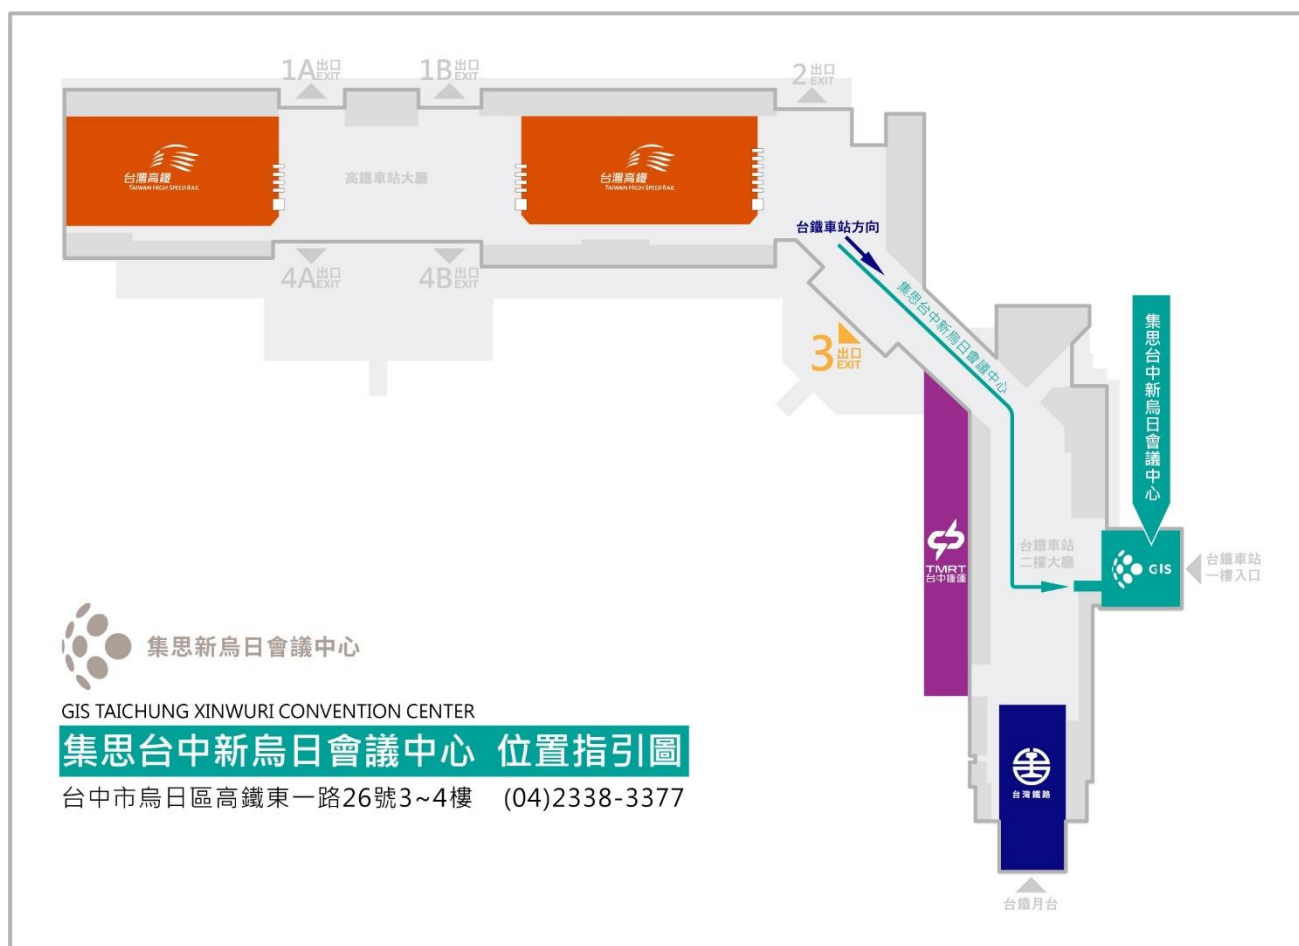 1A出口
EXIT
1B出口
EXIT
2出口
EXIT
台灣高鐵
TAIWAN HIGH SPEED RAIL
高鐵車站大廳
台灣高鐵
TAIWAN HIGH SPEED RAIL
台鐵車站方向
4A出口
EXIT
4B出口
EXIT
3出口
EXIT
集思台中新烏日會議中心
集思台中新烏日會議中心
TMRT
台中捷運
台鐵車站
二樓大廳
GIS
台鐵車站
一樓入口
集思新烏日會議中心
GIS TAICHUNG XINWURI CONVENTION CENTER
集思台中新烏日會議中心 位置指引圖
台中市烏日區高鐵東一路26號3~4樓 (04)2338-3377
台灣鐵路
台鐵月台